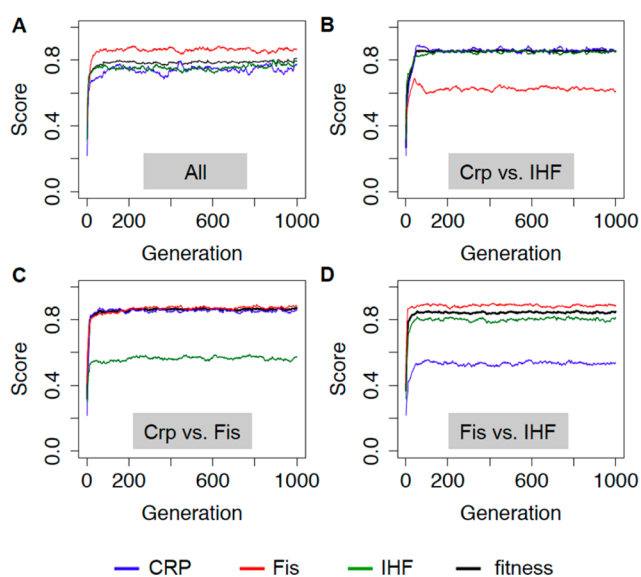 A
Score
0.0 0.4 0.8
All
0 200 600 1000
Generation
B
Score
0.0 0.4 0.8
Crp vs. IHF
0 200 600 1000
Generation
C
Score
0.0 0.4 0.8
Crp vs. Fis
0 200 600 1000
Generation
D
Score
0.0 0.4 0.8
Fis vs. IHF
0 200 600 1000
Generation
CRP Fis IHF fitness